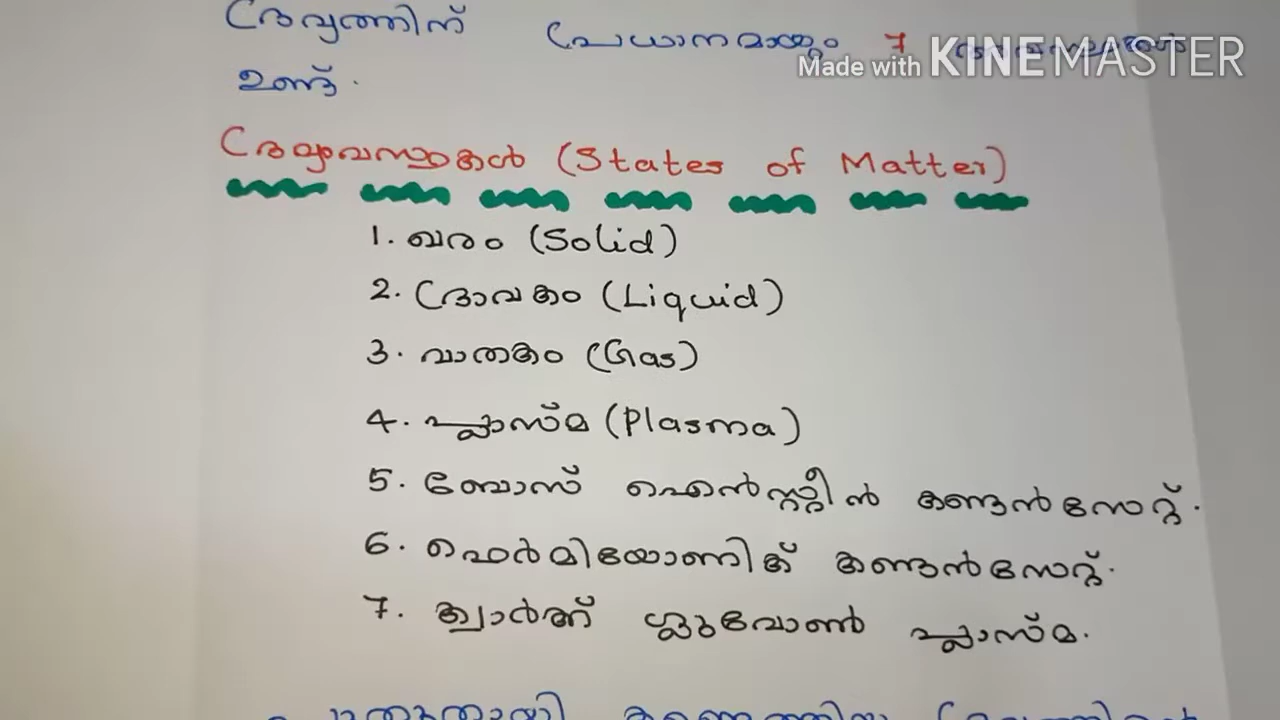 ദ്രവ്യത്തിന് പ്രധാനമായും 7
Made with KINEMASTER
ഉണ്ട്.
ദ്രവ്യാവസ്ഥകൾ (States of Matter)
1. ഖരം (Solid)
2. ദ്രാവകം (Liquid)
3. വാതകം (Gas)
4. പ്ലാസ്മ (Plasma)
5. ബോസ് ഐൻസ്റ്റീൻ കണ്ടൻസേറ്റ്.
6. ഫെർമിയോണിക് കണ്ടൻസേറ്റ്.
7. ക്വാർക്ക് ഗ്ലുവോൺ പ്ലാസ്മ.